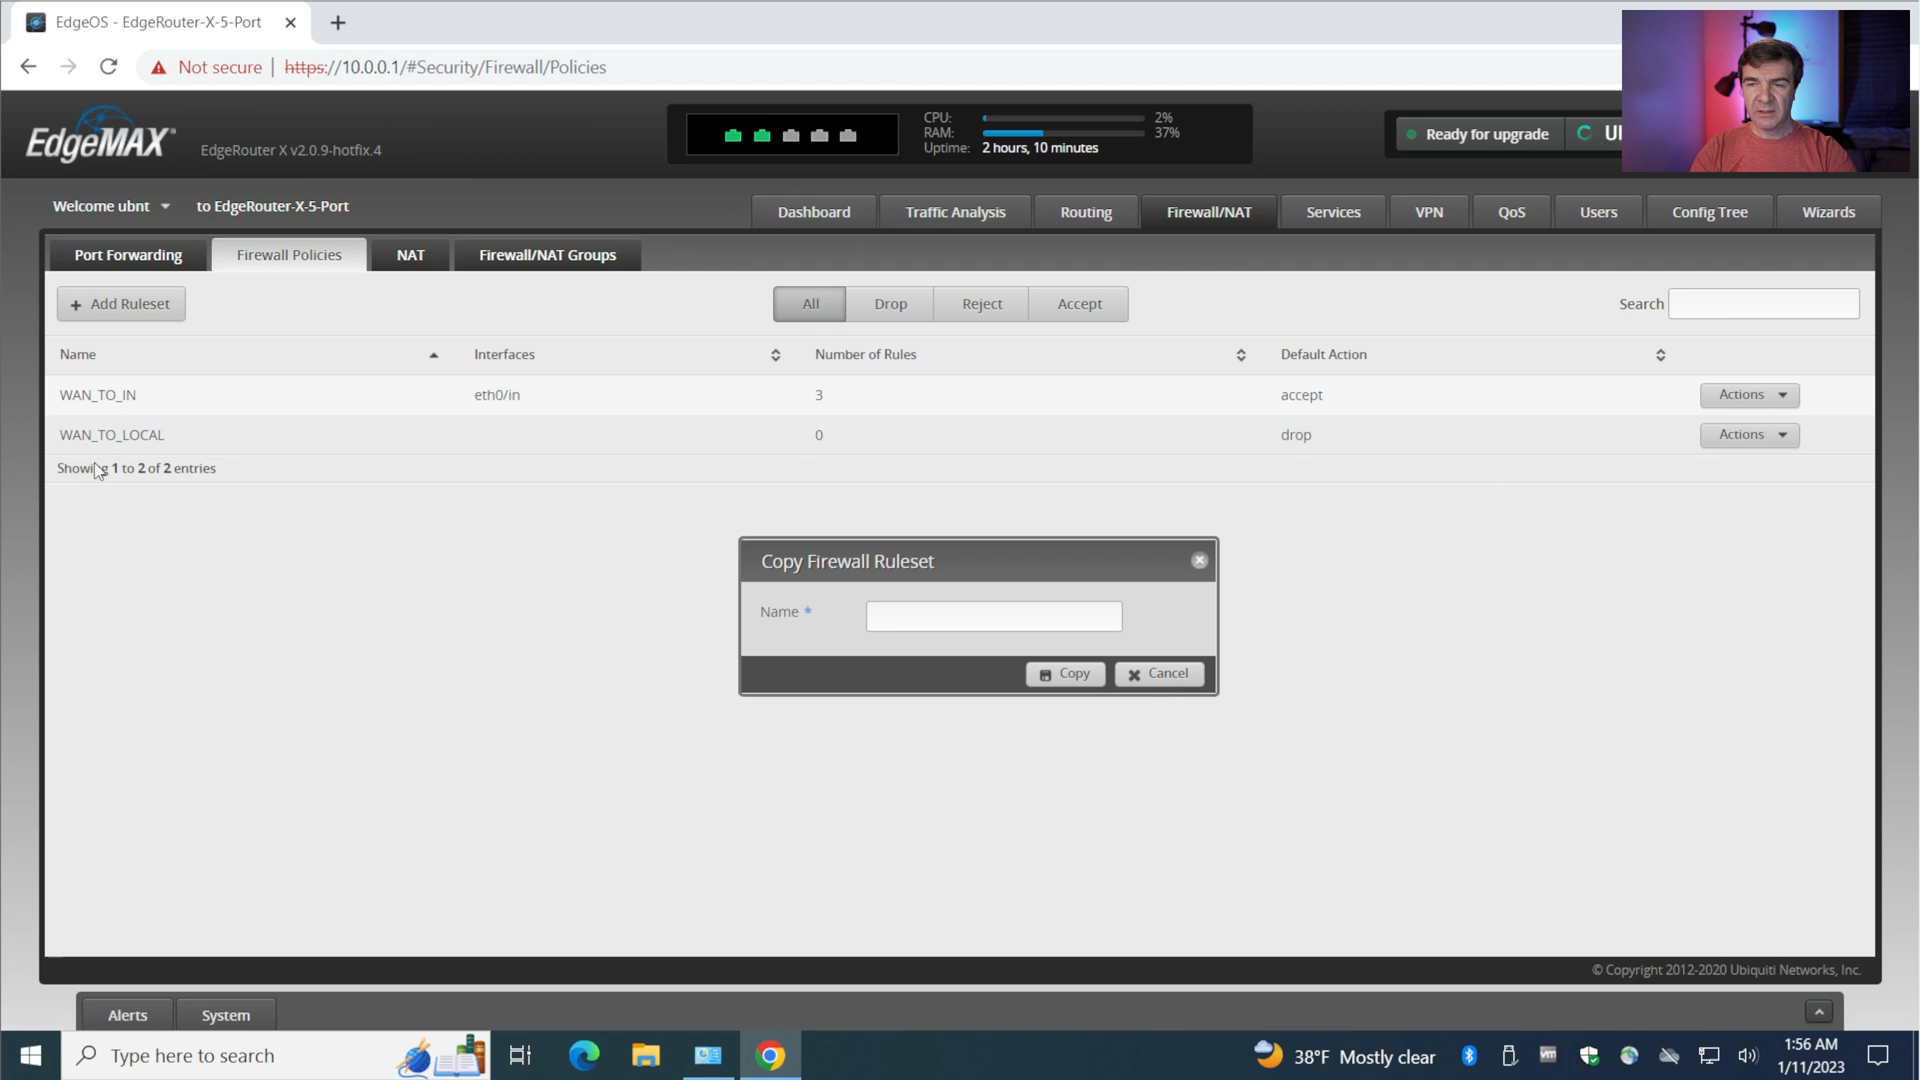 EdgeOS - EdgeRouter-X-5-Port
Not secure | https://10.0.0.1/#Security/Firewall/Policies
EdgeMAX
EdgeRouter X v2.0.9-hotfix.4
CPU: 2%
RAM: 37%
Uptime: 2 hours, 10 minutes
Ready for upgrade
Welcome ubnt to EdgeRouter-X-5-Port
Dashboard Traffic Analysis Routing Firewall/NAT Services VPN QoS Users Config Tree Wizards
Port Forwarding Firewall Policies NAT Firewall/NAT Groups
+ Add Ruleset All Drop Reject Accept Search
Name Interfaces Number of Rules Default Action
WAN_TO_IN eth0/in 3 accept Actions
WAN_TO_LOCAL 0 drop Actions
Showing 1 to 2 of 2 entries
Copy Firewall Ruleset
Name *
Copy Cancel
© Copyright 2012-2020 Ubiquiti Networks, Inc.
Alerts System
Type here to search
38°F Mostly clear
1:56 AM
1/11/2023